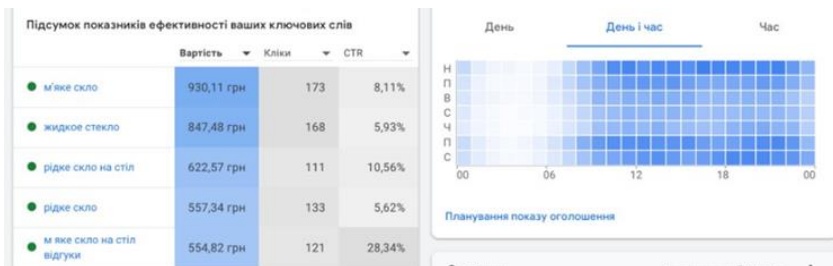 Підсумок показників ефективності ваших ключових слів
Вартість Кліки CTR
м'яке скло 930,11 грн 173 8,11%
жидкое стекло 847,48 грн 168 5,93%
рідке скло на стіл 622,57 грн 111 10,56%
рідке скло 557,34 грн 133 5,62%
м яке скло на стіл
відгуки 554,82 грн 121 28,34%
День День і час Час
Н
П
В
С
Ч
П
С
00 06 12 18 00
Планування показу оголошення